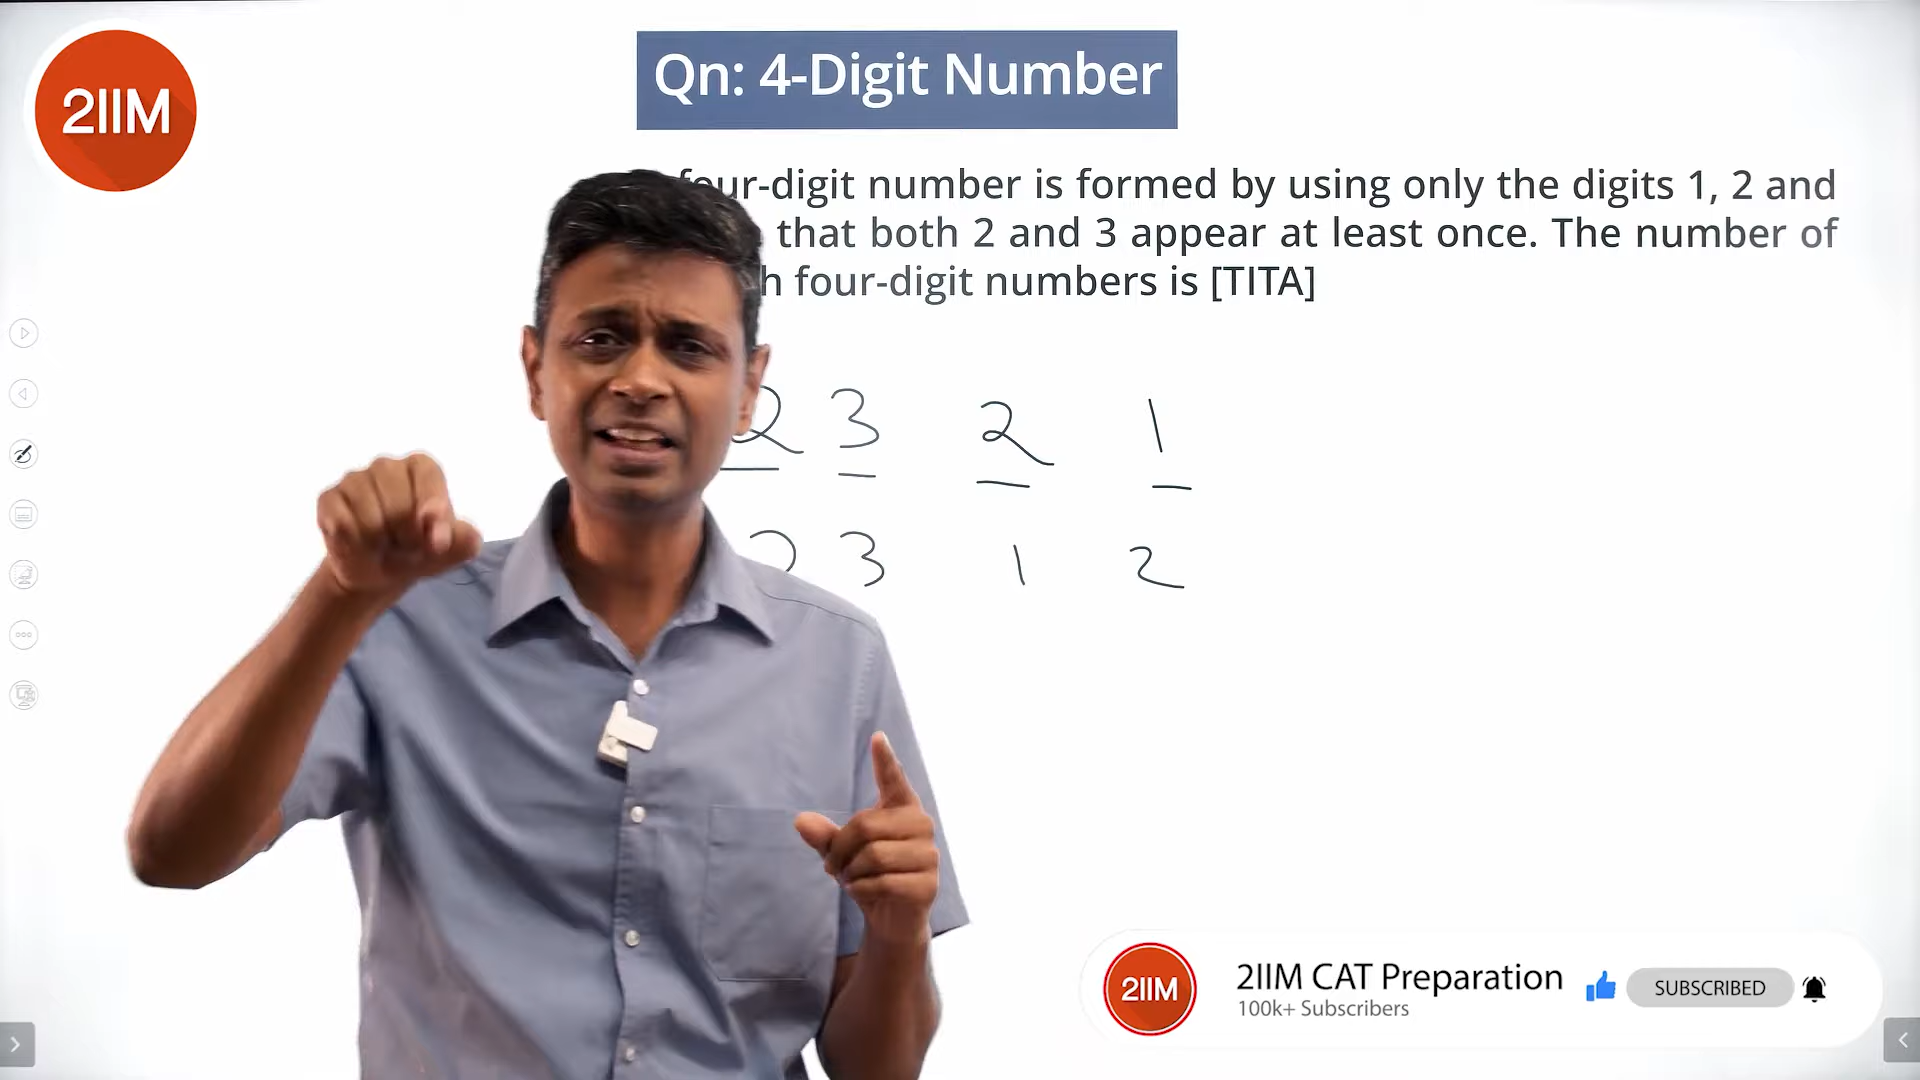 2IIM
Qn: 4-Digit Number
four-digit number is formed by using only the digits 1, 2 and
that both 2 and 3 appear at least once. The number of
four-digit numbers is [TITA]
2 3 2 1
2 3 1 2
2IIM
2IIM CAT Preparation
100k+ Subscribers
SUBSCRIBED